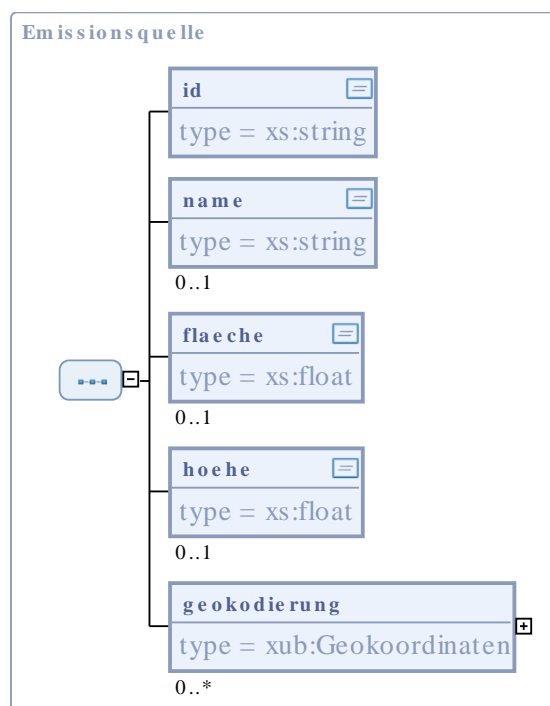 Emissionsquelle
id
type = xs:string
name
type = xs:string
0..1
flaeche
type = xs:float
0..1
hoehe
type = xs:float
0..1
geokodierung
type = xub:Geokoordinaten
0..*